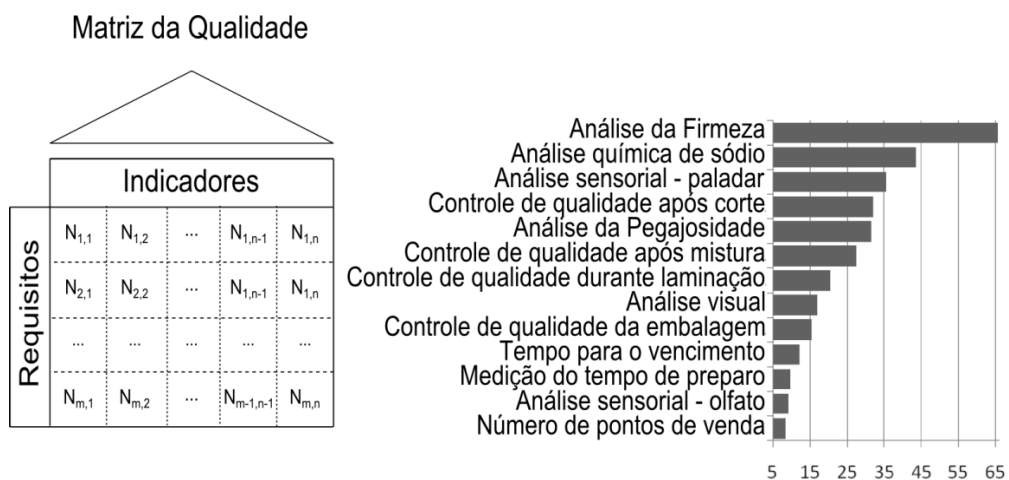 Matriz da Qualidade
Indicadores
Requisitos
N1,1 N1,2 ... N1,n-1 N1,n
N2,1 N2,2 ... N1,n-1 N1,n
... ... ... ... ...
Nm,1 Nm,2 ... Nm-1,n-1 Nm,n
Análise da Firmeza
Análise química de sódio
Análise sensorial - paladar
Controle de qualidade após corte
Análise da Pegajosidade
Controle de qualidade após mistura
Controle de qualidade durante laminação
Análise visual
Controle de qualidade da embalagem
Tempo para o vencimento
Medição do tempo de preparo
Análise sensorial - olfato
Número de pontos de venda
5 15 25 35 45 55 65